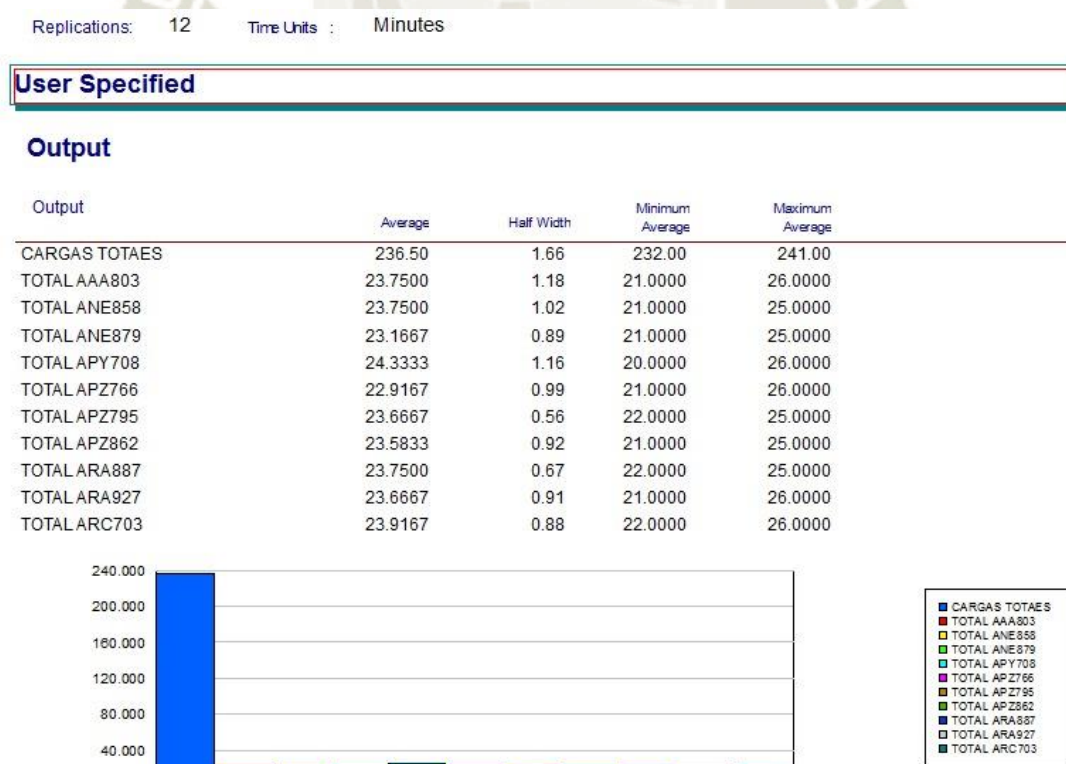 Replications: 12 Time Units : Minutes
User Specified
Output
Output Average Half Width Minimum Average Maximum Average
CARGAS TOTAES 236.50 1.66 232.00 241.00
TOTAL AAA803 23.7500 1.18 21.0000 26.0000
TOTAL ANE858 23.7500 1.02 21.0000 25.0000
TOTAL ANE879 23.1667 0.89 21.0000 25.0000
TOTAL APY708 24.3333 1.16 20.0000 26.0000
TOTAL APZ766 22.9167 0.99 21.0000 26.0000
TOTAL APZ795 23.6667 0.56 22.0000 25.0000
TOTAL APZ862 23.5833 0.92 21.0000 25.0000
TOTAL ARA887 23.7500 0.67 22.0000 25.0000
TOTAL ARA927 23.6667 0.91 21.0000 26.0000
TOTAL ARC703 23.9167 0.88 22.0000 26.0000
240.000
200.000
160.000
120.000
80.000
40.000
CARGAS TOTAES
TOTAL AAA803
TOTAL ANE858
TOTAL ANE879
TOTAL APY708
TOTAL APZ766
TOTAL APZ795
TOTAL APZ862
TOTAL ARA887
TOTAL ARA927
TOTAL ARC703